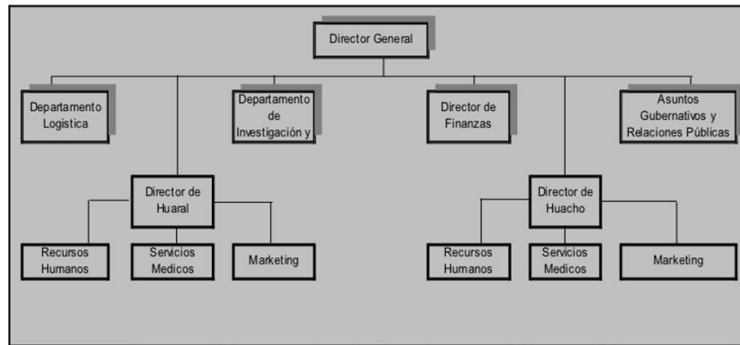 Director General
Departamento
Logistica
Departamento
de
Investigación y
Director de
Finanzas
Asuntos
Gubernativos y
Relaciones Públicas
Director de
Huaral
Director de
Huacho
Recursos
Humanos
Servicios
Medicos
Marketing
Recursos
Humanos
Servicios
Medicos
Marketing